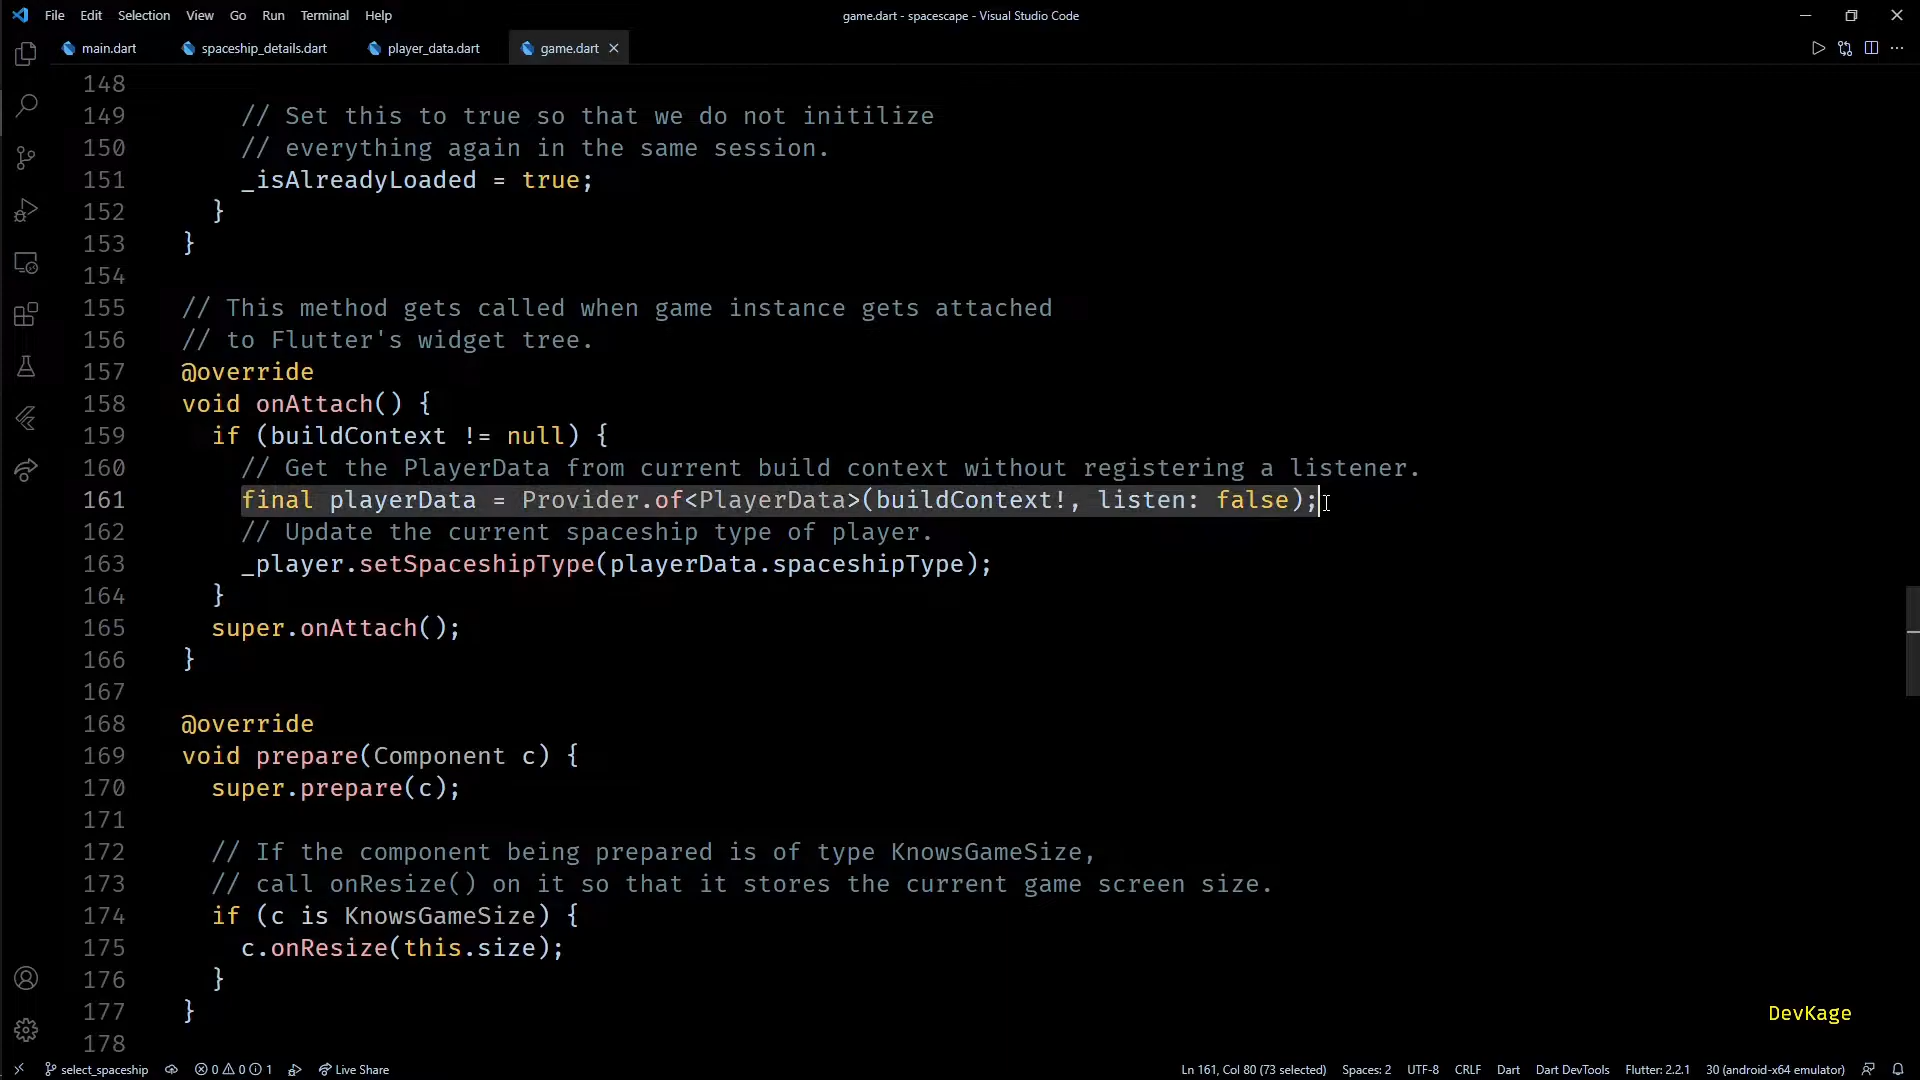 File Edit Selection View Go Run Terminal Help game.dart - spacescape - Visual Studio Code
main.dart spaceship_details.dart player_data.dart game.dart
148
149 // Set this to true so that we do not initilize
150 // everything again in the same session.
151 _isAlreadyLoaded = true;
152 }
153 }
154
155 // This method gets called when game instance gets attached
156 // to Flutter's widget tree.
157 @override
158 void onAttach() {
159 if (buildContext != null) {
160 // Get the PlayerData from current build context without registering a listener.
161 final playerData = Provider.of<PlayerData>(buildContext!, listen: false);
162 // Update the current spaceship type of player.
163 _player.setSpaceshipType(playerData.spaceshipType);
164 }
165 super.onAttach();
166 }
167
168 @override
169 void prepare(Component c) {
170 super.prepare(c);
171
172 // If the component being prepared is of type KnowsGameSize,
173 // call onResize() on it so that it stores the current game screen size.
174 if (c is KnowsGameSize) {
175 c.onResize(this.size);
176 }
177 }
178
DevKage
select_spaceship 0 0 1 Live Share Ln 161, Col 80 (73 selected) Spaces: 2 UTF-8 CRLF Dart Dart DevTools Flutter: 2.2.1 30 (android-x64 emulator)